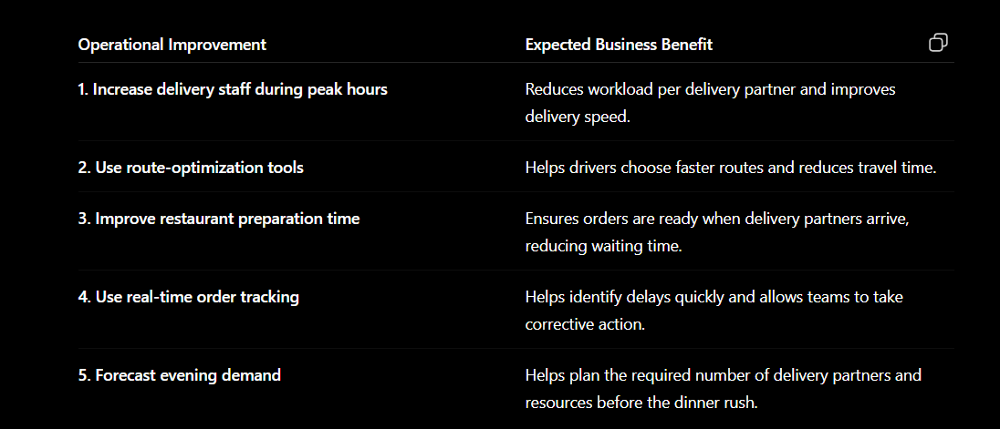 Operational Improvement
Expected Business Benefit
1. Increase delivery staff during peak hours
Reduces workload per delivery partner and improves
delivery speed.
2. Use route-optimization tools
Helps drivers choose faster routes and reduces travel time.
3. Improve restaurant preparation time
Ensures orders are ready when delivery partners arrive,
reducing waiting time.
4. Use real-time order tracking
Helps identify delays quickly and allows teams to take
corrective action.
5. Forecast evening demand
Helps plan the required number of delivery partners and
resources before the dinner rush.